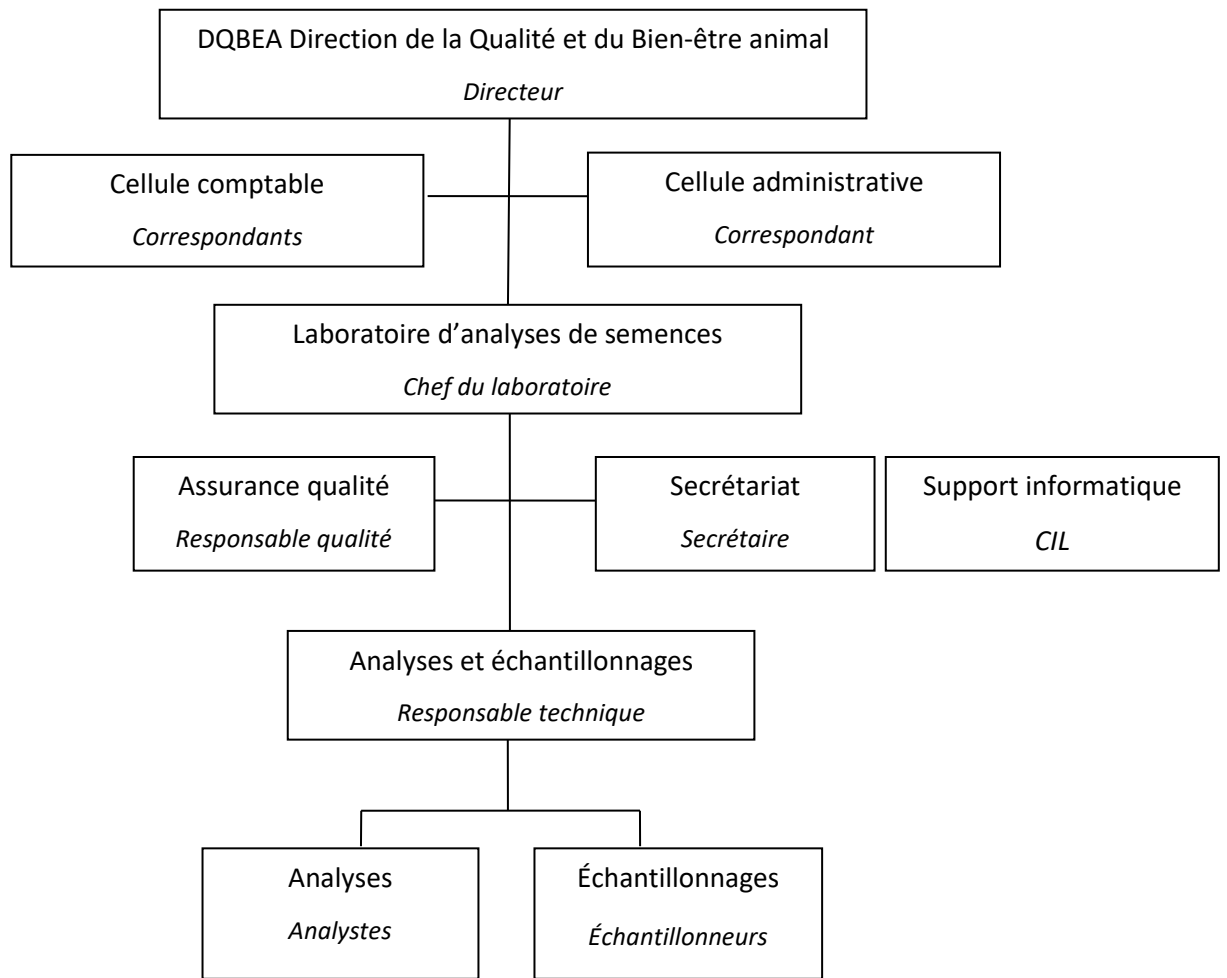 DQBEA Direction de la Qualité et du Bien-être animal
Directeur
Cellule comptable
Correspondants
Cellule administrative
Correspondant
Laboratoire d’analyses de semences
Chef du laboratoire
Assurance qualité
Responsable qualité
Secrétariat
Secrétaire
Support informatique
CIL
Analyses et échantillonnages
Responsable technique
Analyses
Analystes
Échantillonnages
Échantillonneurs